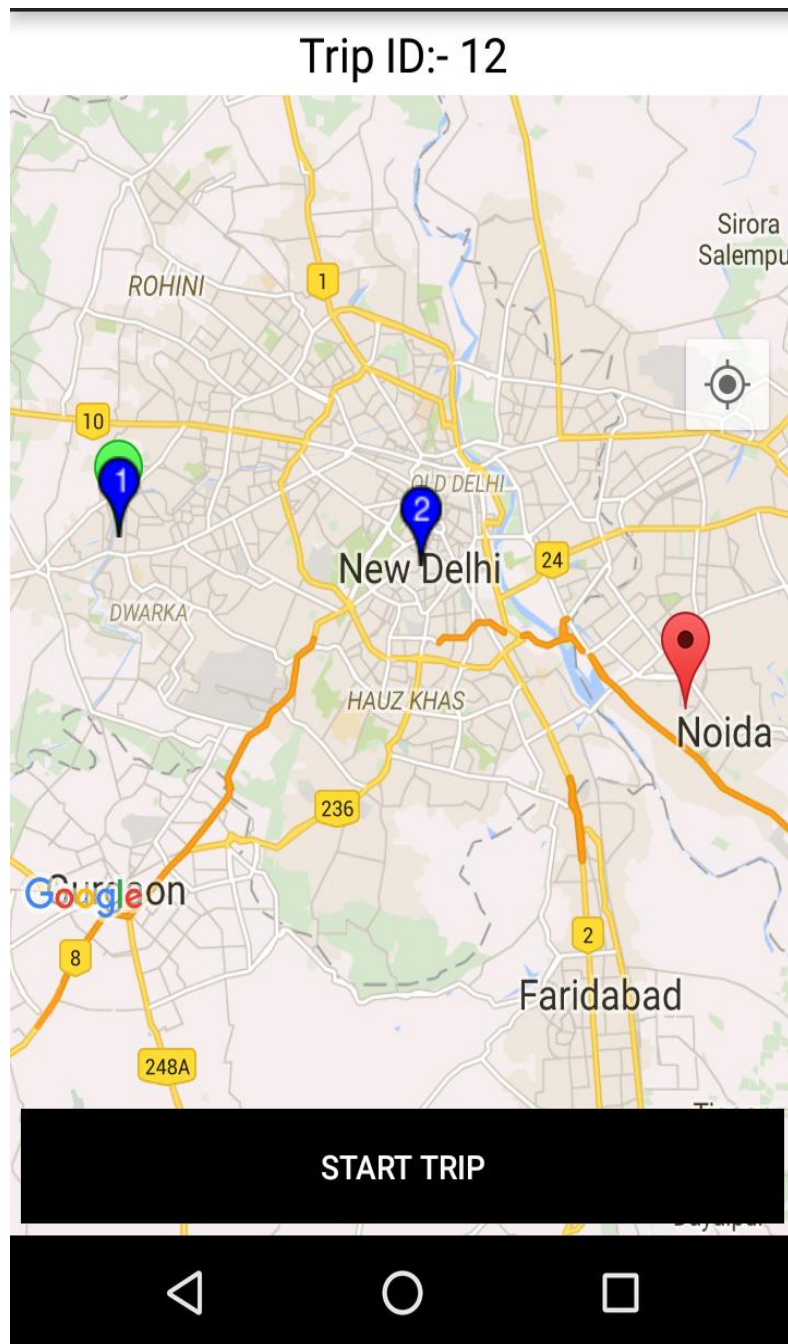 Trip ID:- 12
Sirora
Salempu
ROHINI
1
10
1
OLD DELHI
2
New Delhi
24
DWARKA
HAUZ KHAS
Noida
236
Gurgaon
Google
2
8
Faridabad
248A
START TRIP